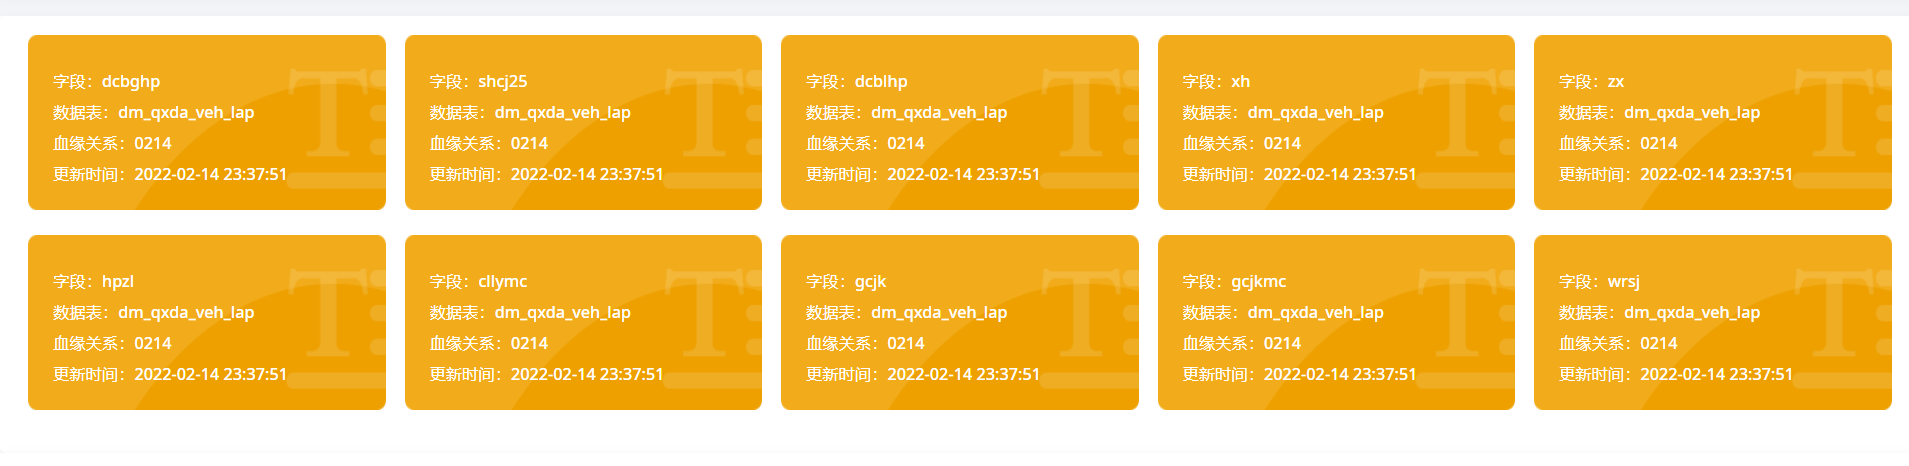 字段：dcbghp
数据表：dm_qxda_veh_lap
血缘关系：0214
更新时间：2022-02-14 23:37:51
字段：shcj25
数据表：dm_qxda_veh_lap
血缘关系：0214
更新时间：2022-02-14 23:37:51
字段：dcblhp
数据表：dm_qxda_veh_lap
血缘关系：0214
更新时间：2022-02-14 23:37:51
字段：xh
数据表：dm_qxda_veh_lap
血缘关系：0214
更新时间：2022-02-14 23:37:51
字段：zx
数据表：dm_qxda_veh_lap
血缘关系：0214
更新时间：2022-02-14 23:37:51
字段：hpzl
数据表：dm_qxda_veh_lap
血缘关系：0214
更新时间：2022-02-14 23:37:51
字段：cllymc
数据表：dm_qxda_veh_lap
血缘关系：0214
更新时间：2022-02-14 23:37:51
字段：gcjk
数据表：dm_qxda_veh_lap
血缘关系：0214
更新时间：2022-02-14 23:37:51
字段：gcjkmc
数据表：dm_qxda_veh_lap
血缘关系：0214
更新时间：2022-02-14 23:37:51
字段：wrsj
数据表：dm_qxda_veh_lap
血缘关系：0214
更新时间：2022-02-14 23:37:51